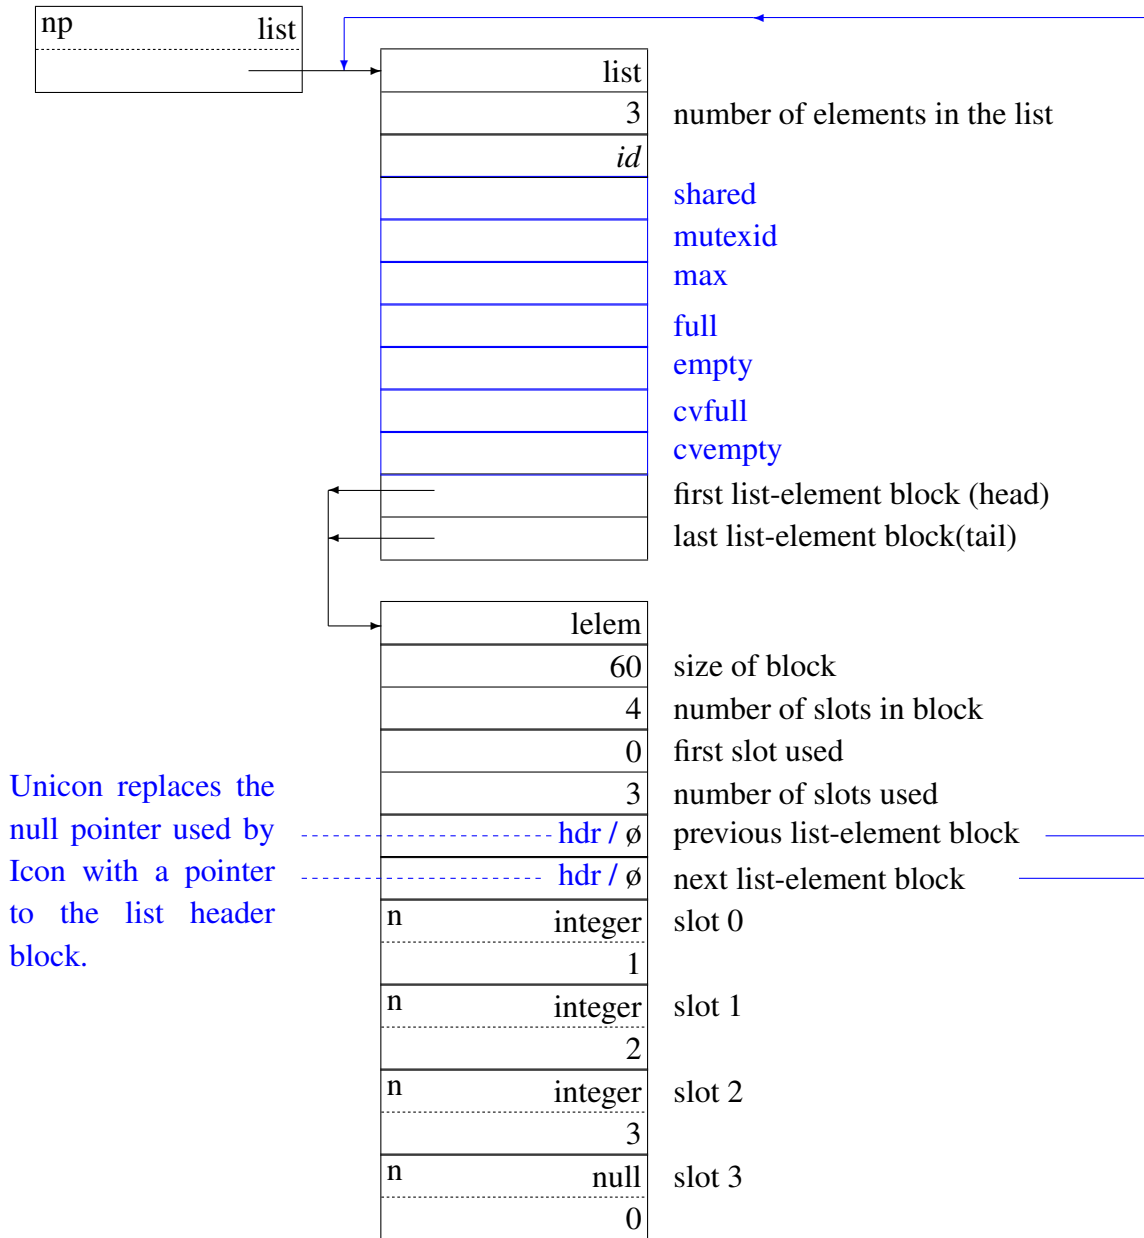 np list
list
3 number of elements in the list
id
shared
mutexid
max
full
empty
cvfull
cvempty
first list-element block (head)
last list-element block(tail)
lelem
60 size of block
4 number of slots in block
0 first slot used
3 number of slots used
Unicon replaces the
null pointer used by
Icon with a pointer
to the list header
block.
hdr / ø previous list-element block
hdr / ø next list-element block
n integer slot 0
1
n integer slot 1
2
n integer slot 2
3
n null slot 3
0